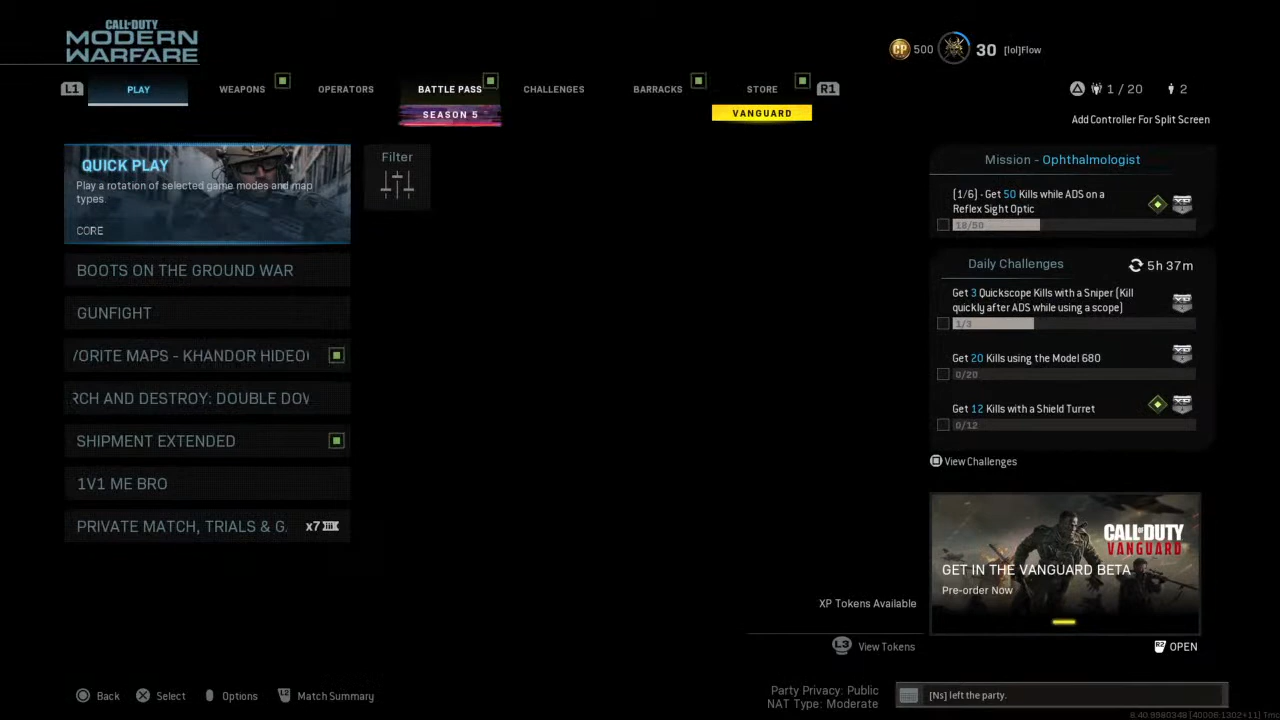 CALL OF DUTY
MODERN
WARFARE
CP 500
30 [lol]Flow
L1
PLAY
WEAPONS
OPERATORS
BATTLE PASS
SEASON 5
CHALLENGES
BARRACKS
STORE
VANGUARD
R1
1 / 20
2
Add Controller For Split Screen
QUICK PLAY
Play a rotation of selected game modes and map
types.
CORE
Filter
BOOTS ON THE GROUND WAR
GUNFIGHT
VORITE MAPS - KHANDOR HIDEO
RCH AND DESTROY: DOUBLE DOW
SHIPMENT EXTENDED
1V1 ME BRO
PRIVATE MATCH, TRIALS & G. x7
Mission - Ophthalmologist
[1/6] - Get 50 Kills while ADS on a
Reflex Sight Optic
18/50
Daily Challenges
5h 37m
Get 3 Quickscope Kills with a Sniper (Kill
quickly after ADS while using a scope)
1/3
Get 20 Kills using the Model 680
0/20
Get 12 Kills with a Shield Turret
0/12
View Challenges
CALL OF DUTY
VANGUARD
GET IN THE VANGUARD BETA
Pre-order Now
R2 OPEN
XP Tokens Available
L3 View Tokens
Back
Select
Options
L2 Match Summary
Party Privacy: Public
NAT Type: Moderate
[Ns] left the party.